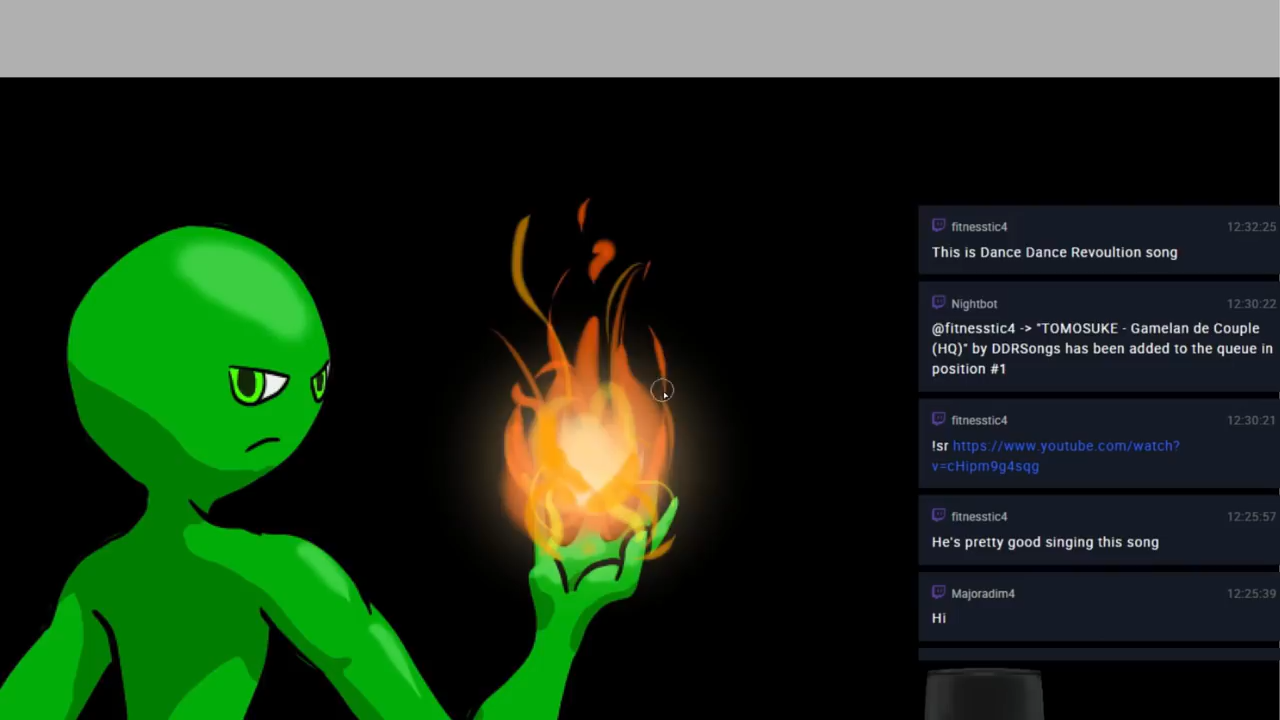 fitnesstic4 12:32:25
This is Dance Dance Revoultion song
Nightbot 12:30:22
@fitnesstic4 -> "TOMOSUKE - Gamelan de Couple
(HQ)" by DDRSongs has been added to the queue in
position #1
fitnesstic4 12:30:21
!sr https://www.youtube.com/watch?
v=cHipm9g4sqg
fitnesstic4 12:25:57
He's pretty good singing this song
Majoradim4 12:25:39
Hi